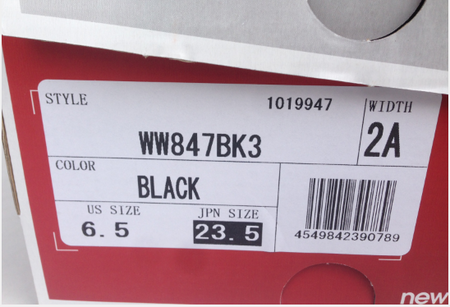 STYLE 1019947 WIDTH
WW847BK3 2A
COLOR
BLACK
US SIZE JPN SIZE
6.5 23.5
4549842390789
new